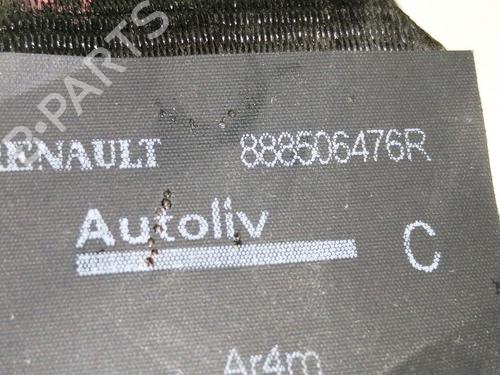 RENAULT 888506476R
Autoliv
C
Ar4m
B-PARTS